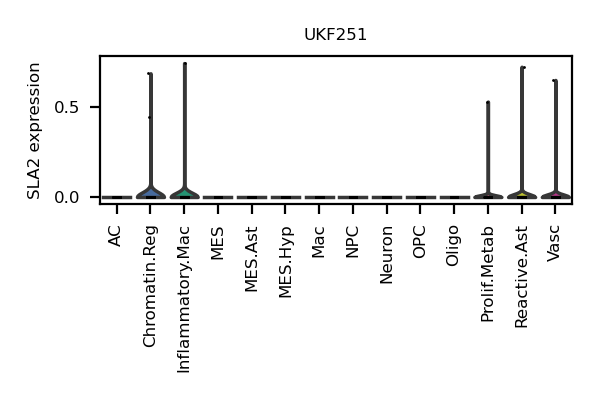 UKF251
SLA2 expression
0.5
0.0
AC
Chromatin.Reg
Inflammatory.Mac
MES
MES.Ast
MES.Hyp
Mac
NPC
Neuron
OPC
Oligo
Prolif.Metab
Reactive.Ast
Vasc